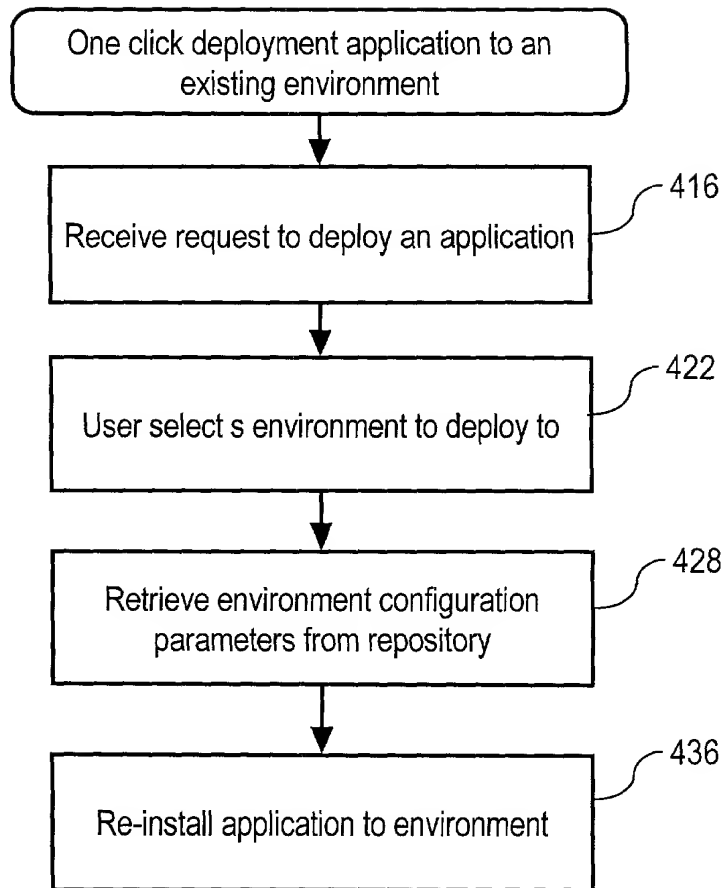 One click deployment application to an
existing environment
416
Receive request to deploy an application
422
User select s environment to deploy to
428
Retrieve environment configuration
parameters from repository
436
Re-install application to environment